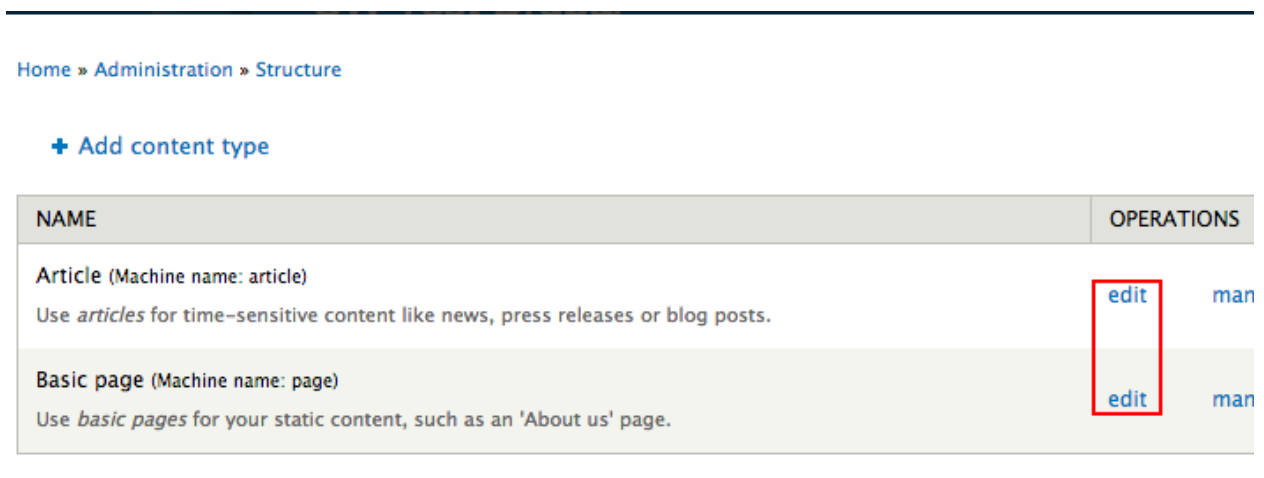 Home » Administration » Structure
+ Add content type
NAME OPERATIONS
Article (Machine name: article)
Use articles for time-sensitive content like news, press releases or blog posts.
edit man
Basic page (Machine name: page)
Use basic pages for your static content, such as an 'About us' page.
edit man